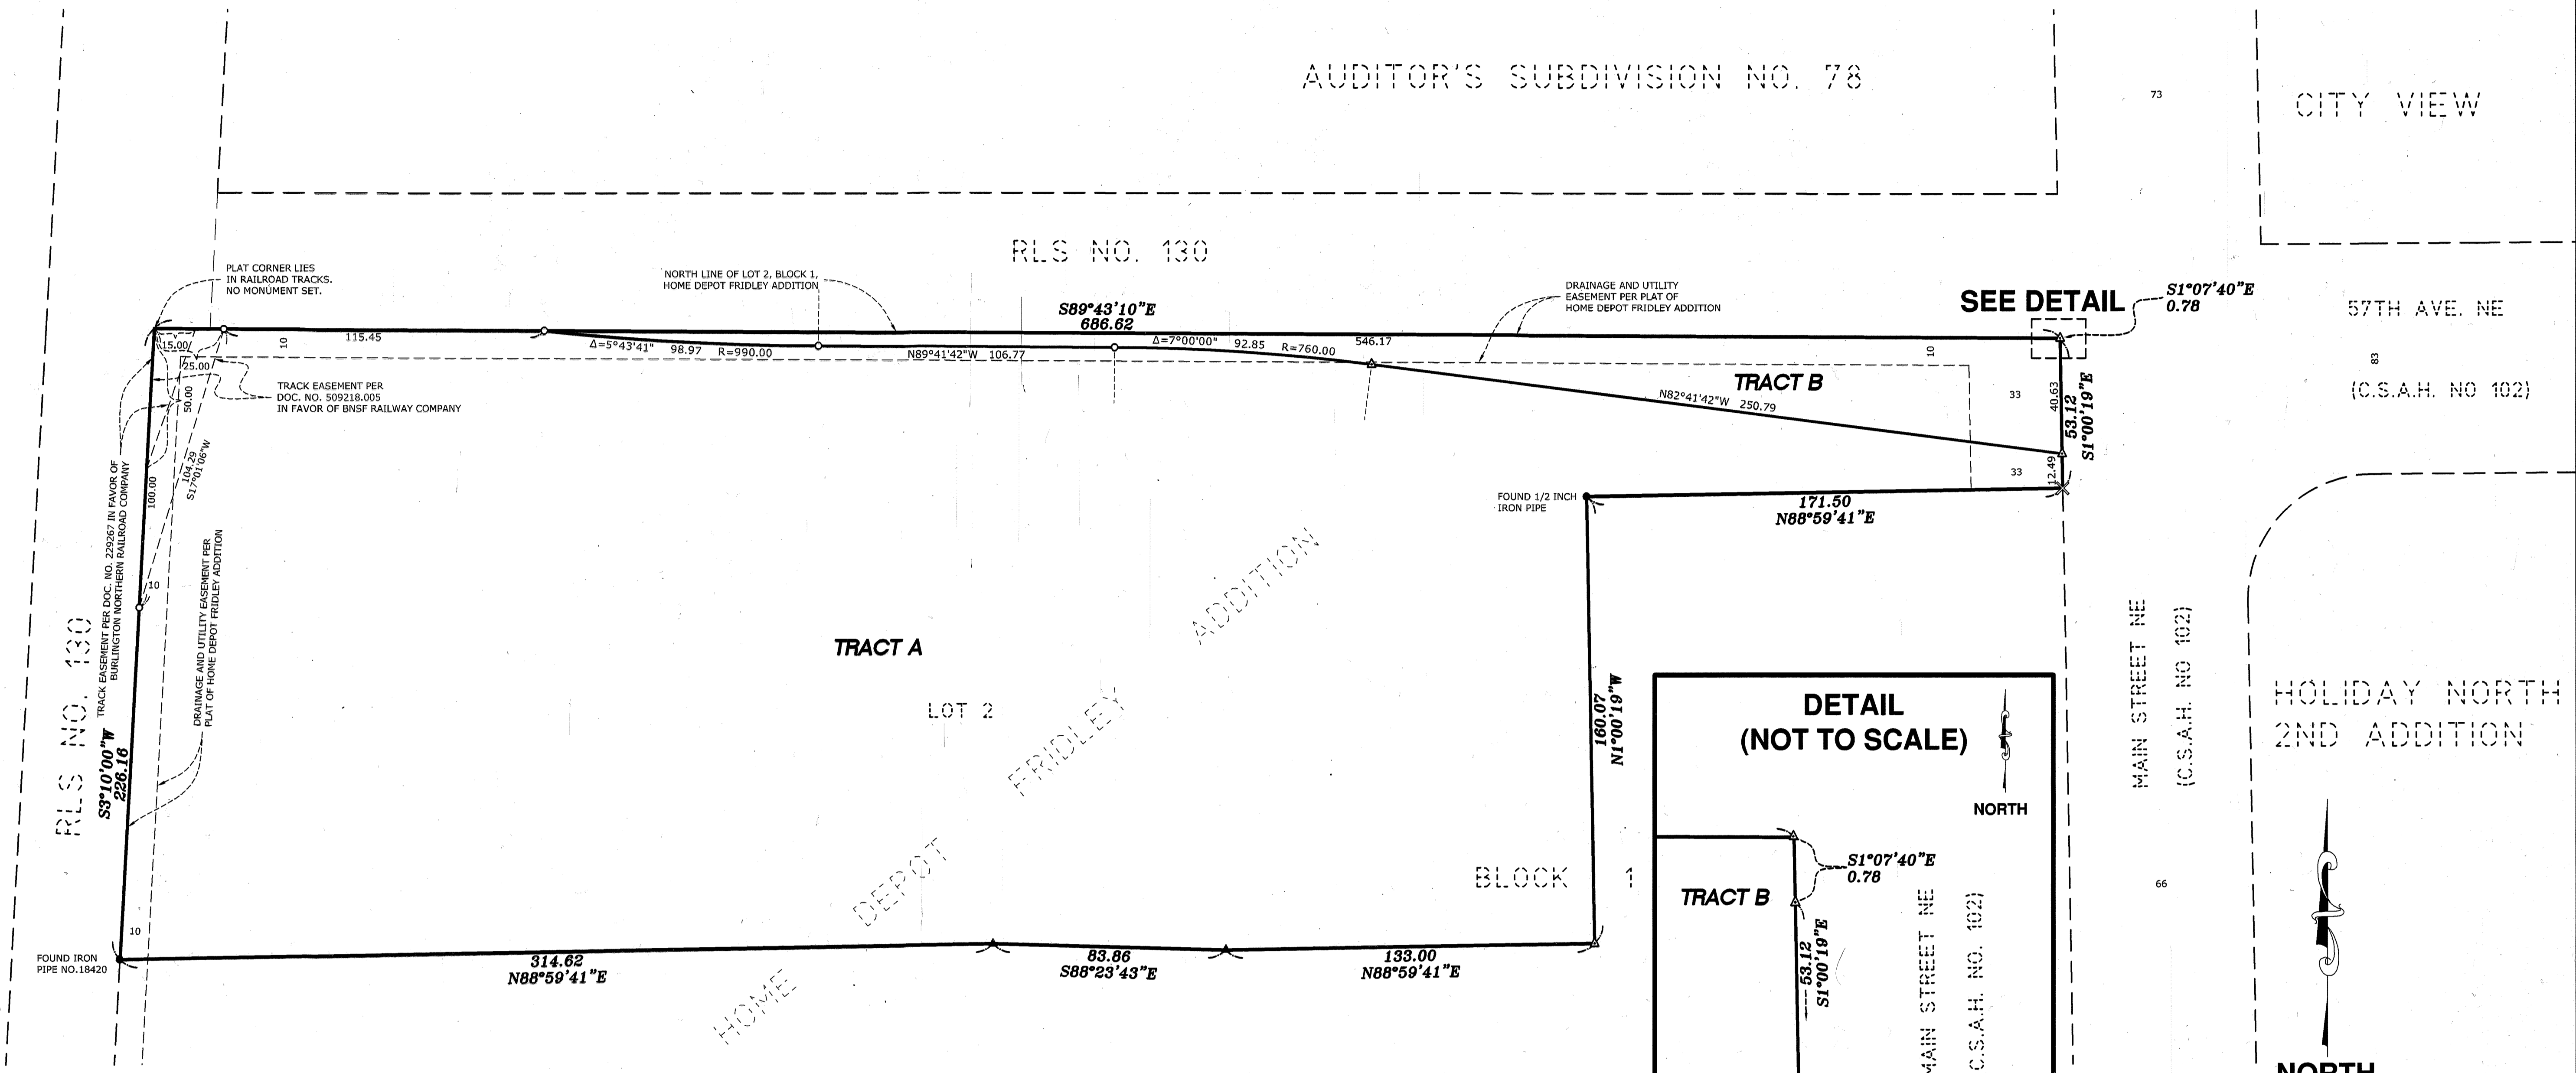 AUDITOR'S SUBDIVISION NO. 78
73
CITY VIEW
RLS NO. 130
PLAT CORNER LIES
IN RAILROAD TRACKS.
NO MONUMENT SET.
NORTH LINE OF LOT 2, BLOCK 1,
HOME DEPOT FRIDLEY ADDITION
S89°43'10"E
686.62
DRAINAGE AND UTILITY
EASEMENT PER PLAT OF
HOME DEPOT FRIDLEY ADDITION
SEE DETAIL
S1°07'40"E
0.78
57TH AVE. NE
83
(C.S.A.H. NO 102)
15.00
10
115.45
Δ=5°43'41"
98.97
R=990.00
N89°41'42"W 106.77
Δ=7°00'00"
92.85
R=760.00
546.17
10
25.00
50.00
TRACK EASEMENT PER
DOC. NO. 509218.005
IN FAVOR OF BNSF RAILWAY COMPANY
TRACT B
N82°41'42"W 250.79
33
40.63
53.12
S1°00'19"E
33
12.49
104.29
S17°01'06"W
100.00
TRACK EASEMENT PER DOC. NO. 229267 IN FAVOR OF
BURLINGTON NORTHERN RAILROAD COMPANY
FOUND 1/2 INCH
IRON PIPE
171.50
N88°59'41"E
10
DRAINAGE AND UTILITY EASEMENT PER
PLAT OF HOME DEPOT FRIDLEY ADDITION
RLS NO. 130
S3°10'00"W
226.16
TRACT A
LOT 2
HOME DEPOT FRIDLEY ADDITION
BLOCK 1
160.07
N1°00'19"W
MAIN STREET NE
(C.S.A.H. NO 102)
HOLIDAY NORTH
2ND ADDITION
66
NORTH
10
FOUND IRON
PIPE NO.18420
314.62
N88°59'41"E
83.86
S88°23'43"E
133.00
N88°59'41"E
DETAIL
(NOT TO SCALE)
NORTH
S1°07'40"E
0.78
TRACT B
53.12
S1°00'19"E
MAIN STREET NE
(C.S.A.H. NO. 102)